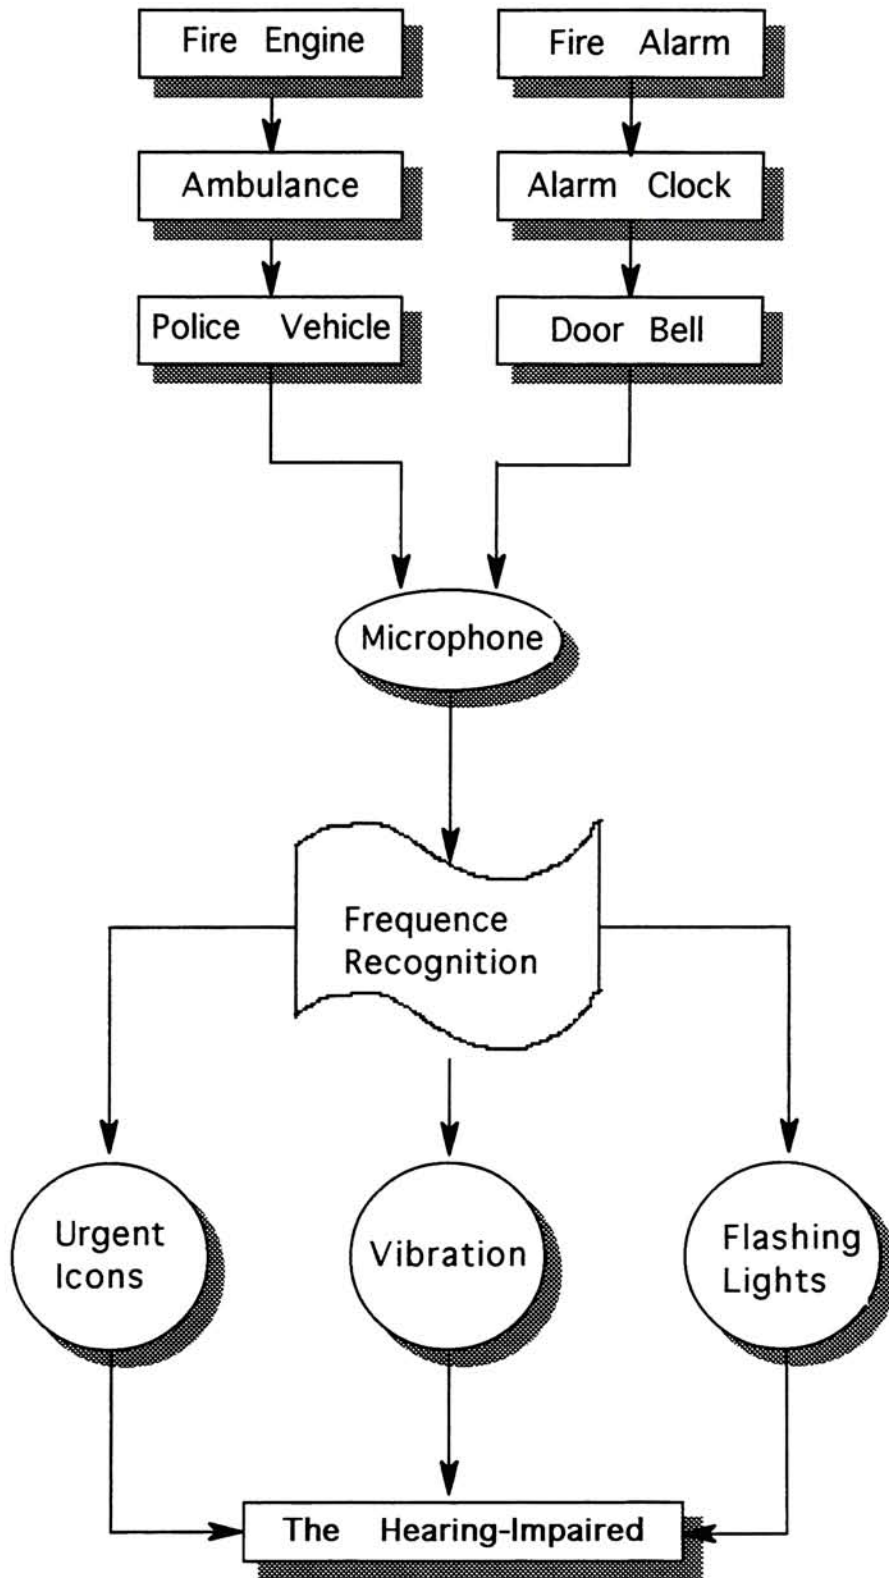 Fire Engine
Fire Alarm
Ambulance
Alarm Clock
Police Vehicle
Door Bell
Microphone
Frequence
Recognition
Urgent
Icons
Vibration
Flashing
Lights
The Hearing-Impaired